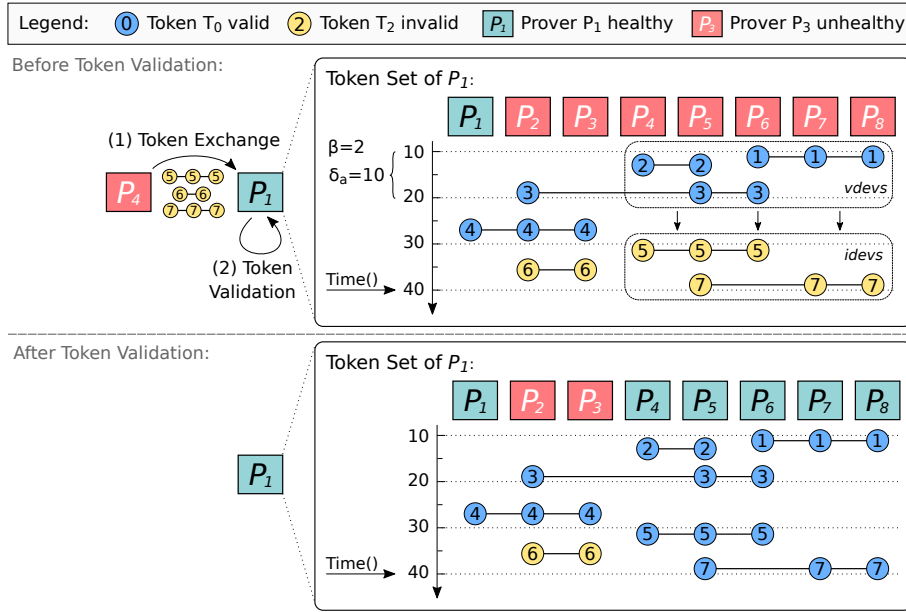 Legend: 0 Token T₀ valid 2 Token T₂ invalid P₁ Prover P₁ healthy P₃ Prover P₃ unhealthy
Before Token Validation:
Token Set of P₁:
P₁ P₂ P₃ P₄ P₅ P₆ P₇ P₈
(1) Token Exchange
P₄ 5 5 5 P₁
6 6
7 7 7
(2) Token
Validation
β=2
δₐ=10
10 2 2 1 1 1
20 3 3 3 vdevs
4 4 4
30 5 5 5 idevs
6 6
Time() 40 7 7 7
After Token Validation:
Token Set of P₁:
P₁ P₂ P₃ P₄ P₅ P₆ P₇ P₈
P₁
10 2 2 1 1 1
20 3 3 3
4 4 4
30 5 5 5
6 6
Time() 40 7 7 7